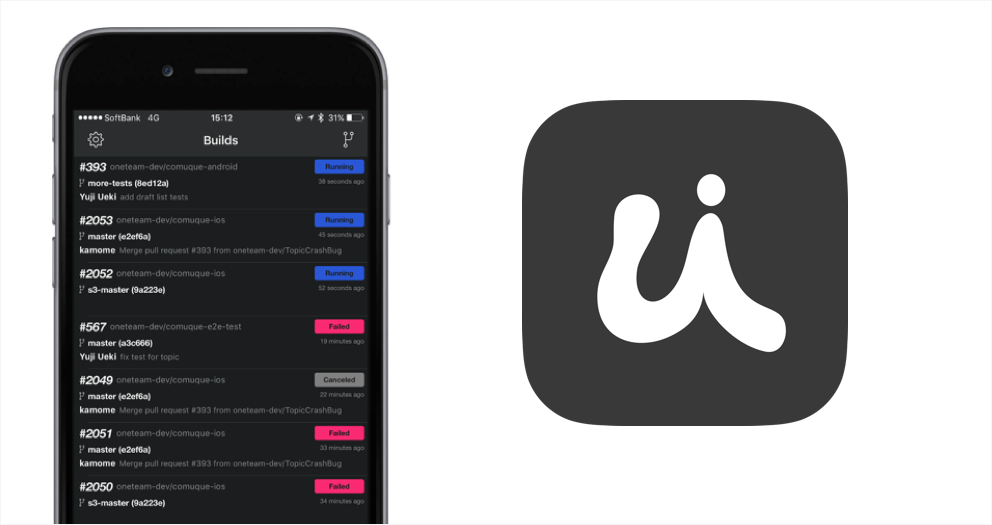 SoftBank 4G 15:12 31%
Builds
#393 oneteam-dev/comuque-android Running
more-tests (8ed12a) 38 seconds ago
Yuji Ueki add draft list tests
#2053 oneteam-dev/comuque-ios Running
master (e2ef6a) 45 seconds ago
kamome Merge pull request #393 from oneteam-dev/TopicCrashBug
#2052 oneteam-dev/comuque-ios Running
s3-master (9a223e) 52 seconds ago
#567 oneteam-dev/comuque-e2e-test Failed
master (a3c666) 19 minutes ago
Yuji Ueki fix test for topic
#2049 oneteam-dev/comuque-ios Canceled
master (e2ef6a) 22 minutes ago
kamome Merge pull request #393 from oneteam-dev/TopicCrashBug
#2051 oneteam-dev/comuque-ios Failed
master (e2ef6a) 33 minutes ago
kamome Merge pull request #393 from oneteam-dev/TopicCrashBug
#2050 oneteam-dev/comuque-ios Failed
s3-master (9a223e) 34 minutes ago
ui